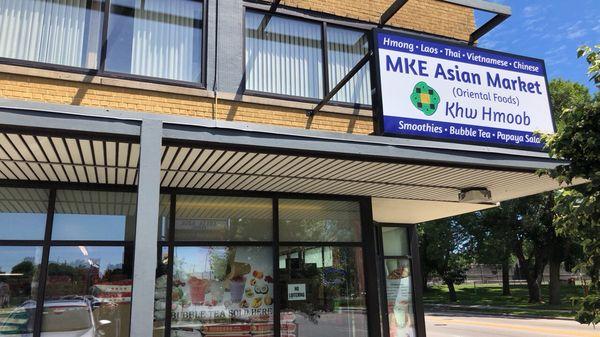 Hmong • Laos • Thai • Vietnamese • Chinese
MKE Asian Market
(Oriental Foods)
Khw Hmoob
Smoothies • Bubble Tea • Papaya Sala
NO
LOITERING
BUBBLE TEA SOLD HERE